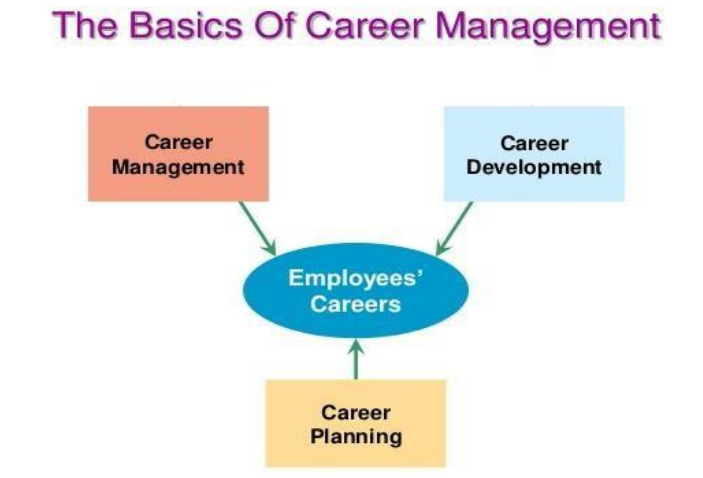 The Basics Of Career Management
Career
Management
Career
Development
Employees’
Careers
Career
Planning